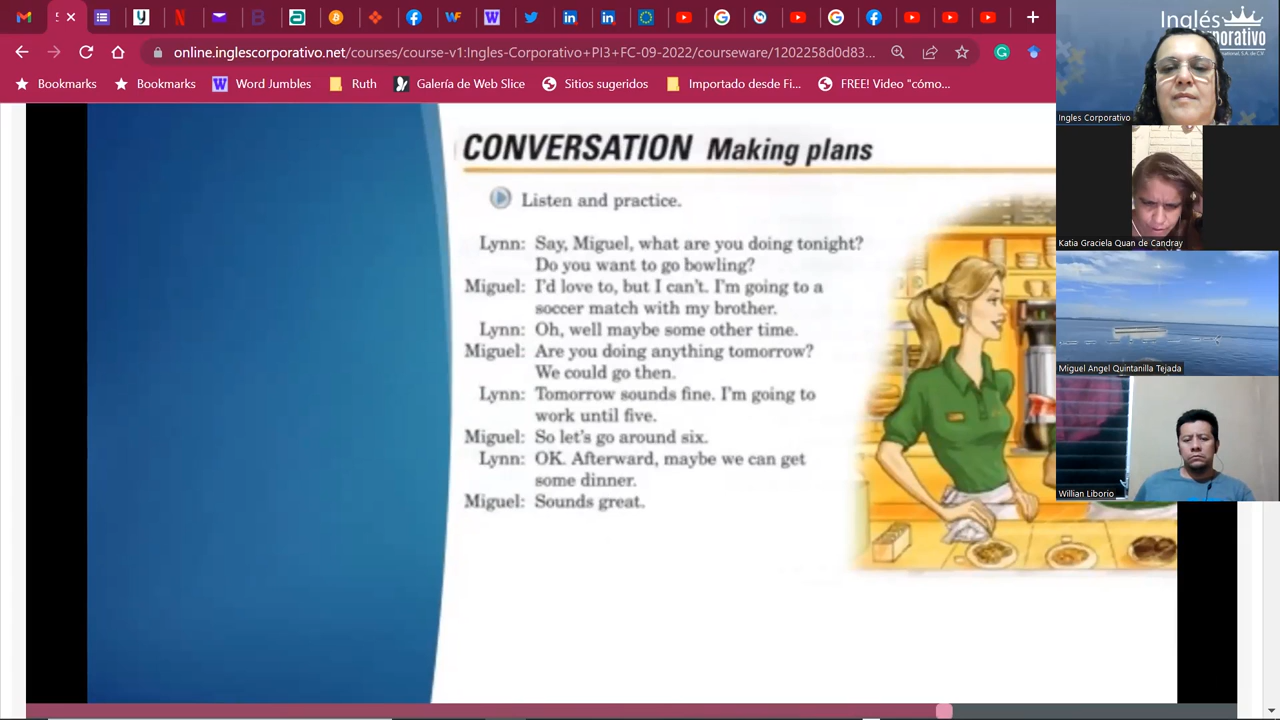 online.inglescorporativo.net/courses/course-v1:Ingles-Corporativo+PI3+FC-09-2022/courseware/1202258d0d83...
Bookmarks Bookmarks Word Jumbles Ruth Galería de Web Slice Sitios sugeridos Importado desde Fi... FREE! Video "cómo...
CONVERSATION Making plans
Listen and practice.
Lynn: Say, Miguel, what are you doing tonight?
Do you want to go bowling?
Miguel: I'd love to, but I can't. I'm going to a
soccer match with my brother.
Lynn: Oh, well maybe some other time.
Miguel: Are you doing anything tomorrow?
We could go then.
Lynn: Tomorrow sounds fine. I'm going to
work until five.
Miguel: So let's go around six.
Lynn: OK. Afterward, maybe we can get
some dinner.
Miguel: Sounds great.
Inglés
Ingles Corporativo
Katia Graciela Quan de Candray
Miguel Angel Quintanilla Tejada
Willian Liborio